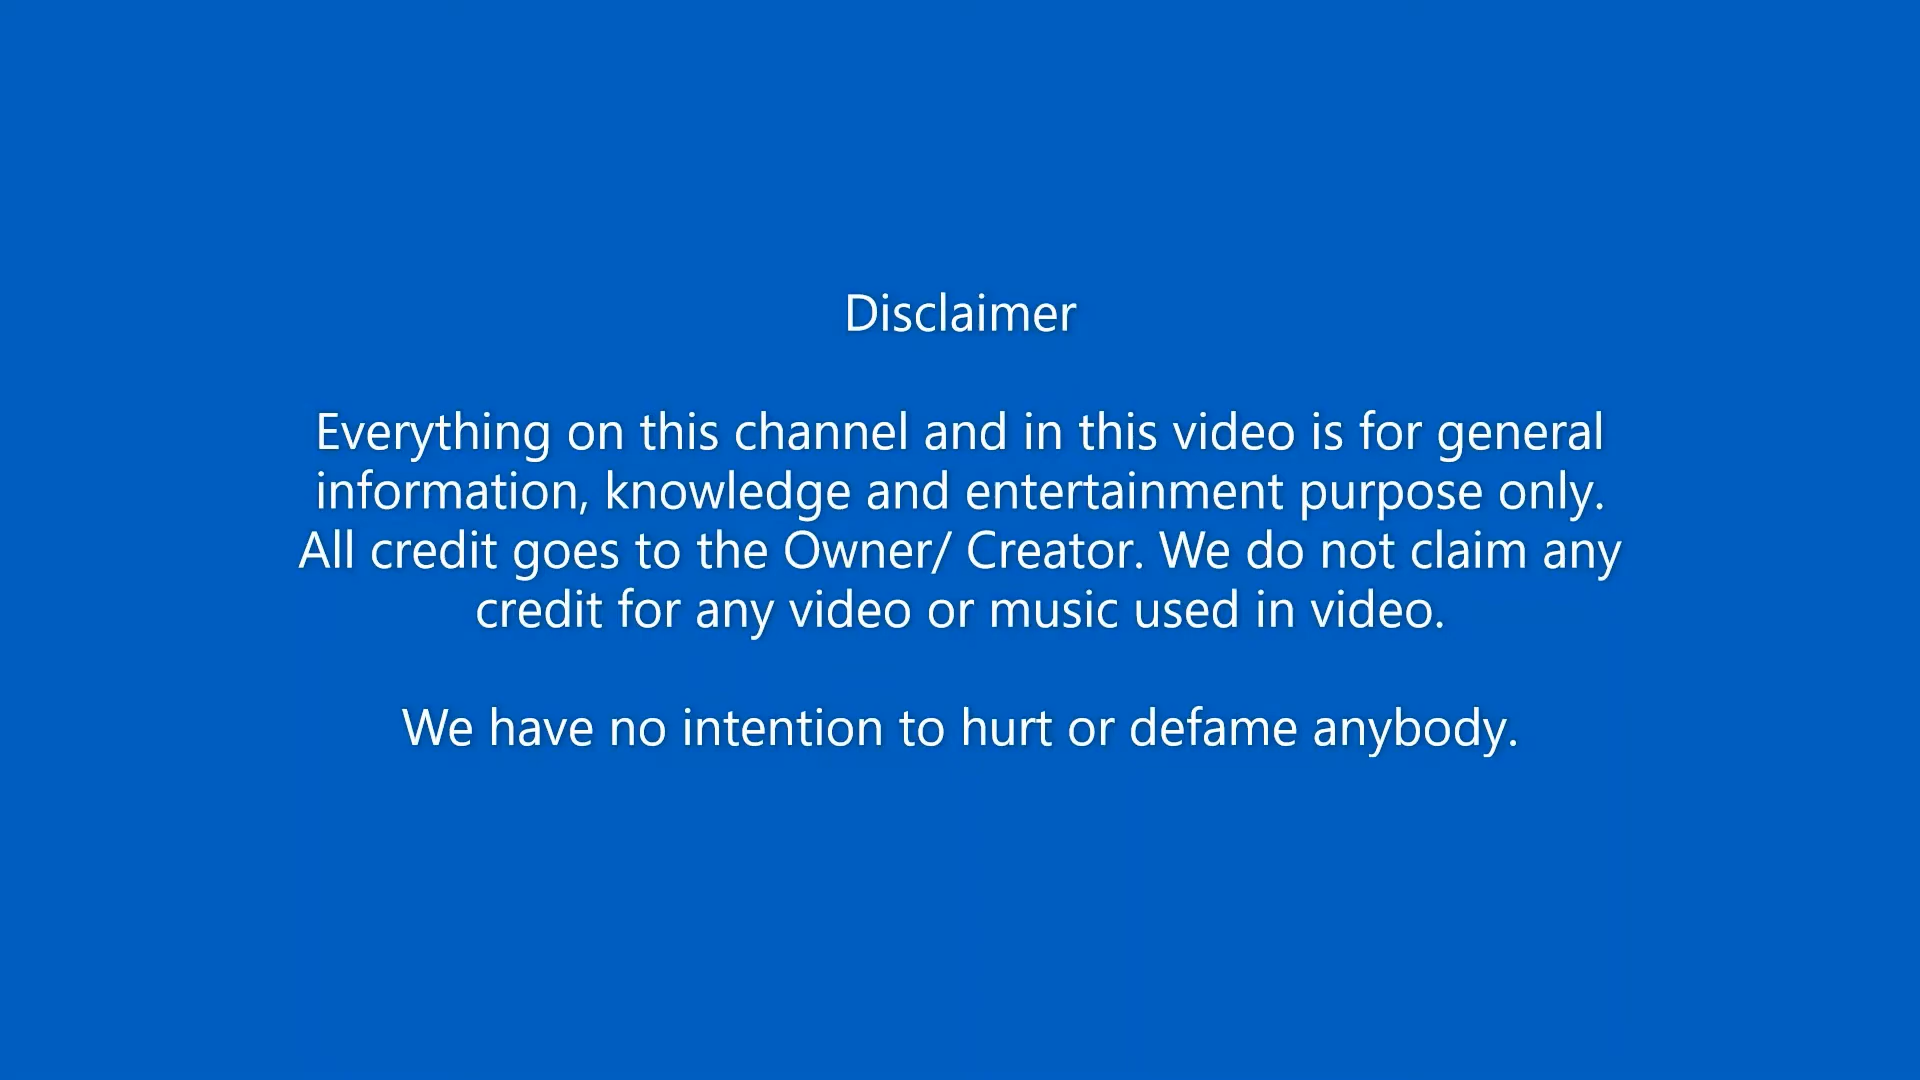 Disclaimer
Everything on this channel and in this video is for general
information, knowledge and entertainment purpose only.
All credit goes to the Owner/ Creator. We do not claim any
credit for any video or music used in video.
We have no intention to hurt or defame anybody.